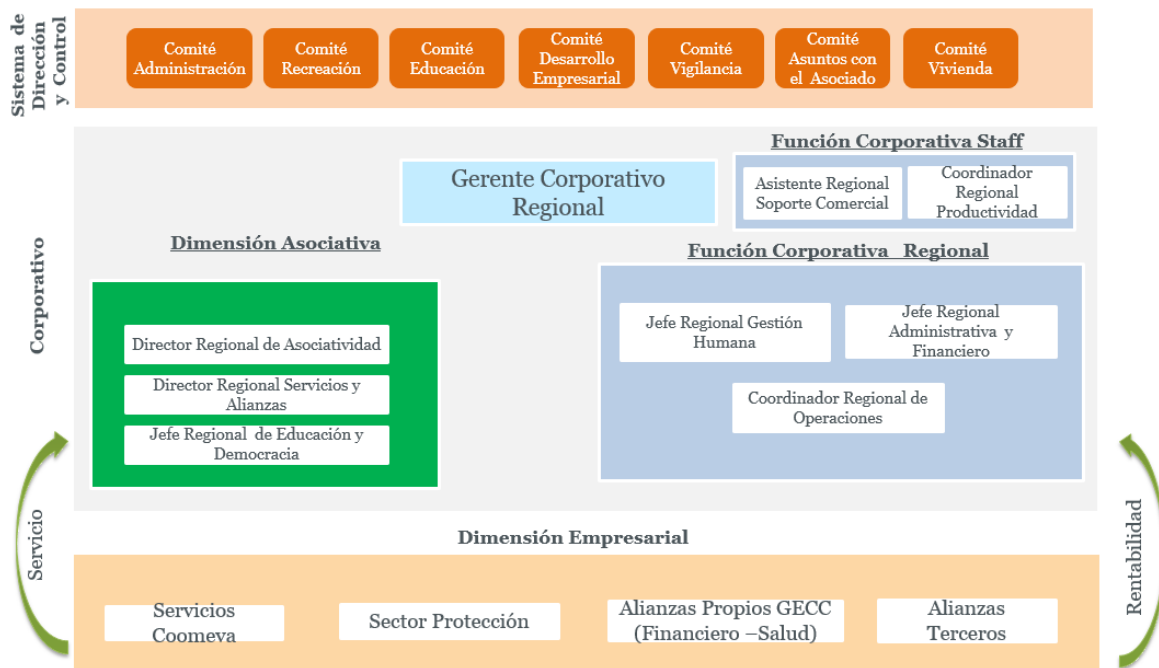 Sistema de
Dirección
y Control
Comité
Administración
Comité
Recreación
Comité
Educación
Comité
Desarrollo
Empresarial
Comité
Vigilancia
Comité
Asuntos con
el Asociado
Comité
Vivienda
Corporativo
Gerente Corporativo
Regional
Función Corporativa Staff
Asistente Regional
Soporte Comercial
Coordinador
Regional
Productividad
Dimensión Asociativa
Director Regional de Asociatividad
Director Regional Servicios y
Alianzas
Jefe Regional de Educación y
Democracia
Función Corporativa Regional
Jefe Regional Gestión
Humana
Jefe Regional
Administrativa y
Financiero
Coordinador Regional de
Operaciones
Servicio
Rentabilidad
Dimensión Empresarial
Servicios
Coomeva
Sector Protección
Alianzas Propios GECC
(Financiero –Salud)
Alianzas
Terceros